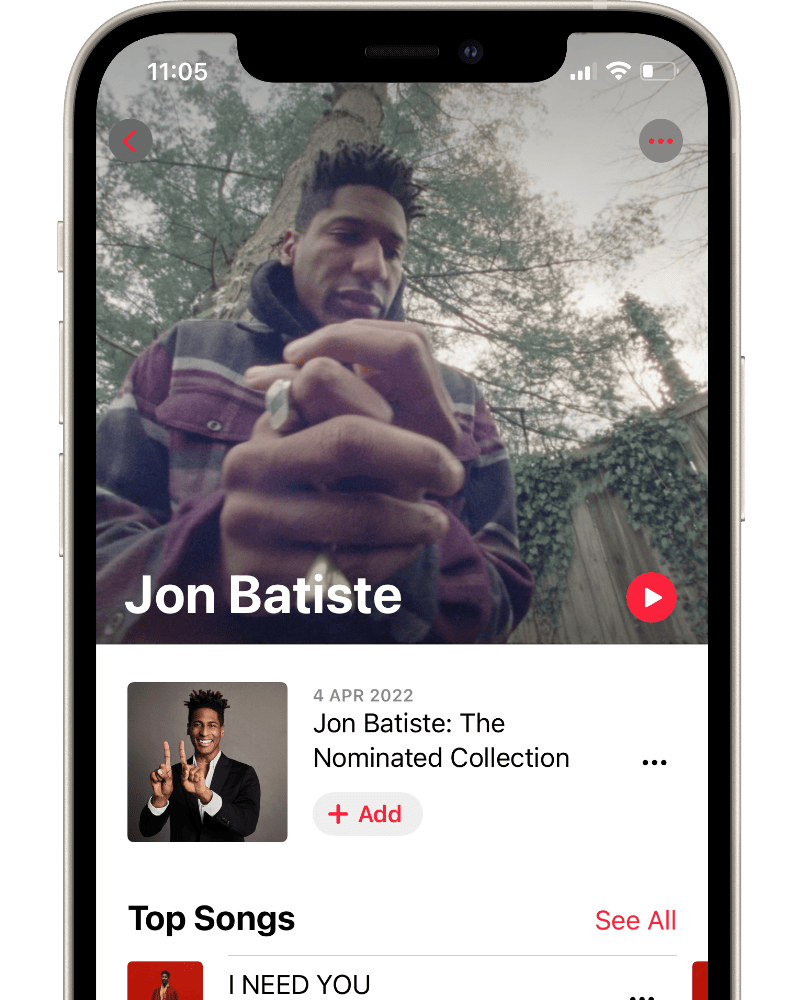 11:05
Jon Batiste
4 APR 2022
Jon Batiste: The
Nominated Collection
+ Add
Top Songs
See All
I NEED YOU